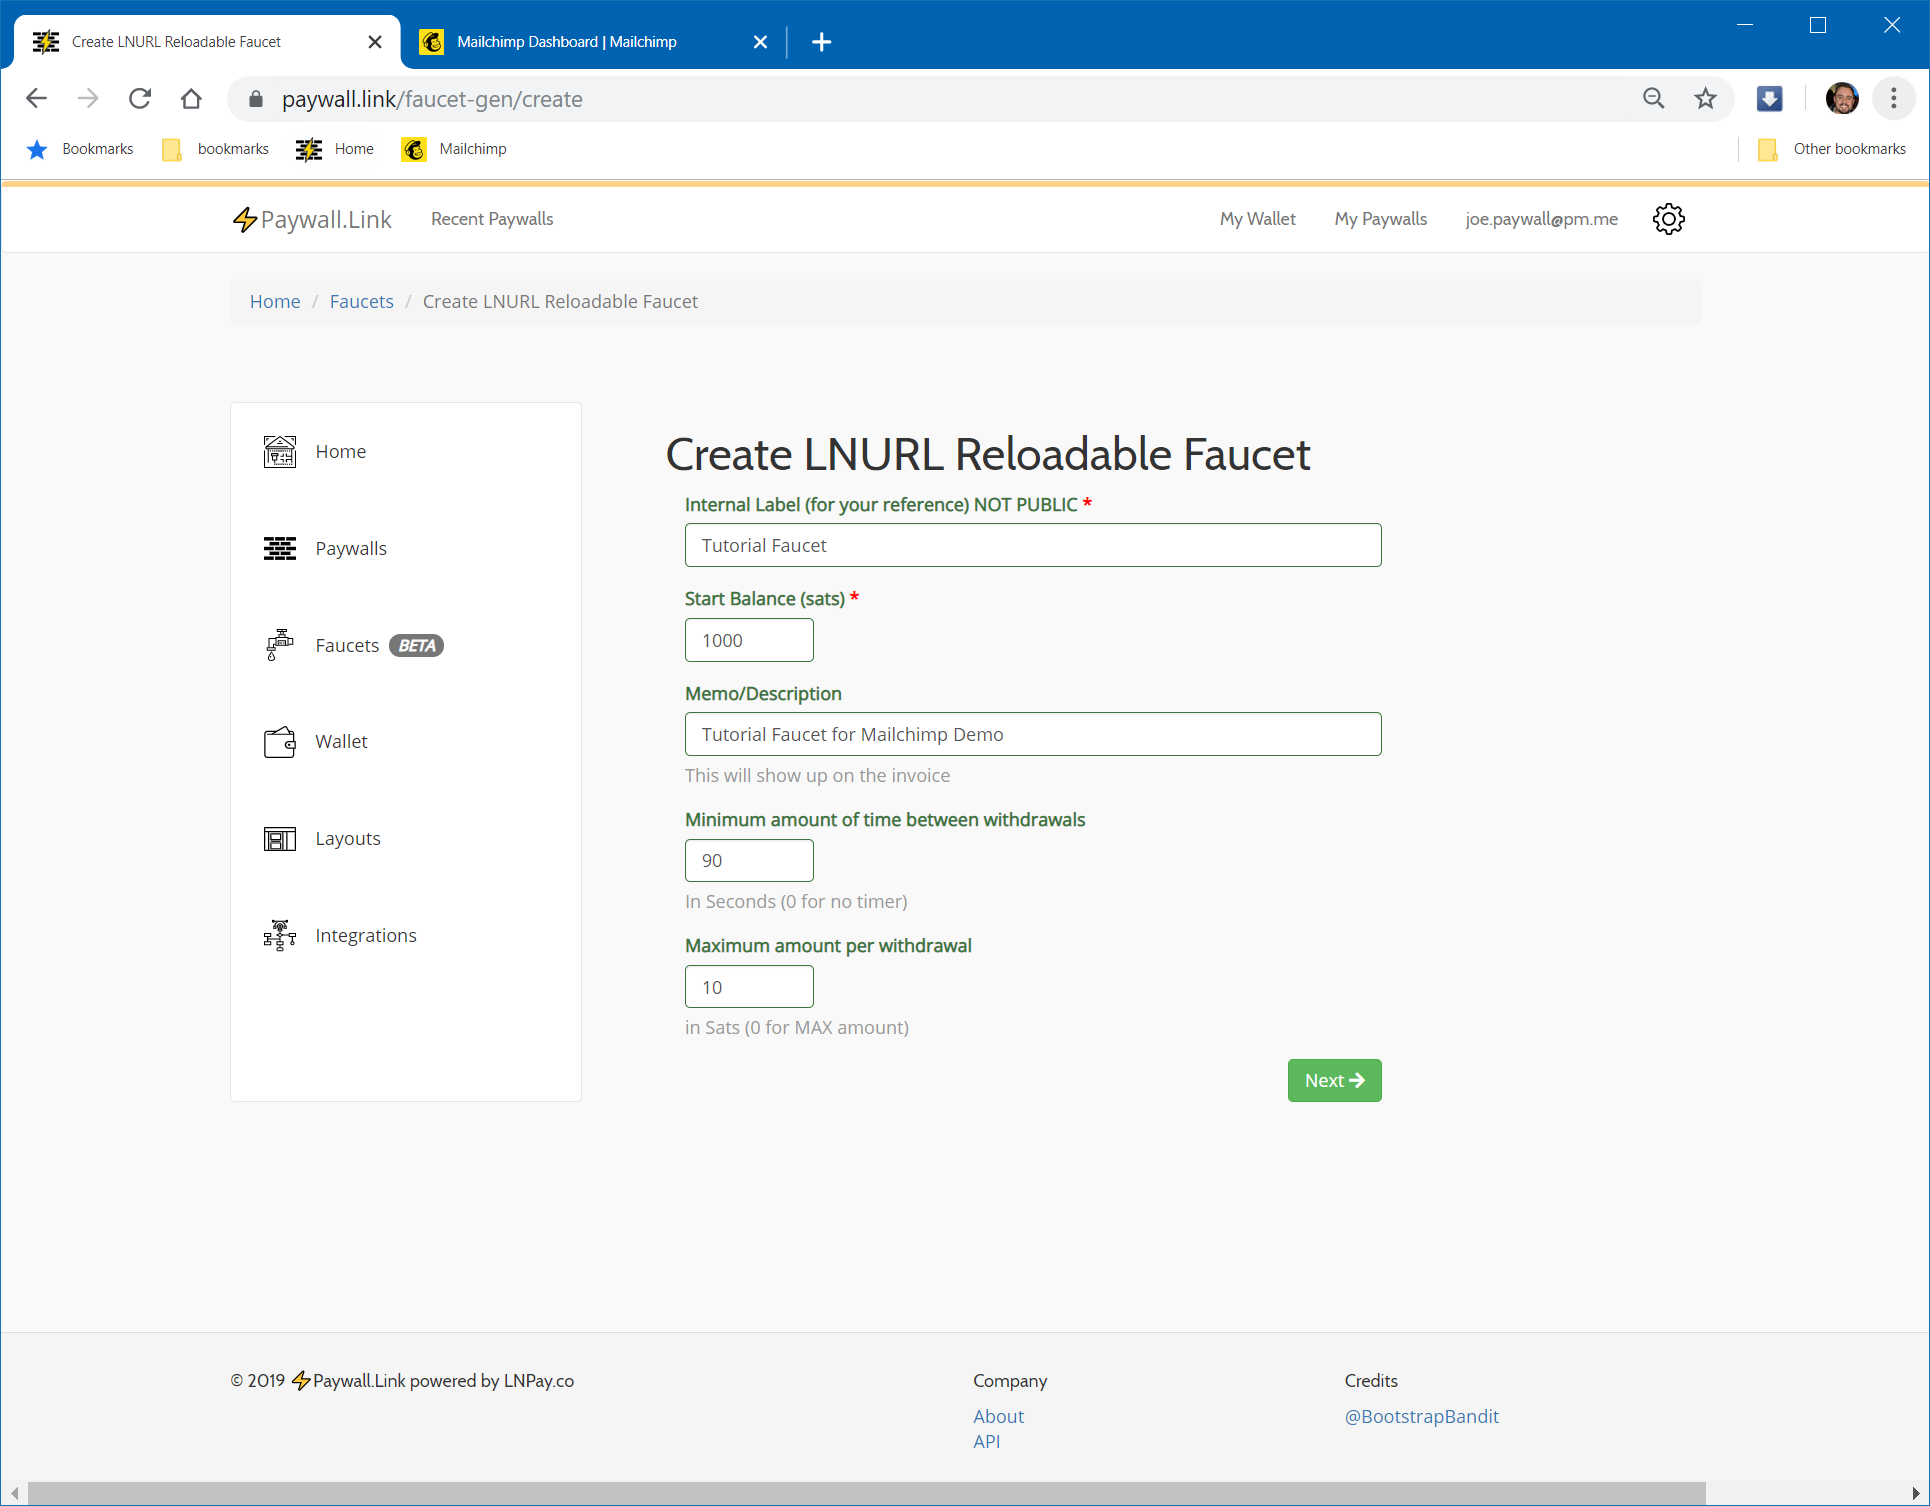 Create LNURL Reloadable Faucet
Mailchimp Dashboard | Mailchimp
paywall.link/faucet-gen/create
Bookmarks bookmarks Home Mailchimp Other bookmarks
Paywall.Link Recent Paywalls My Wallet My Paywalls joe.paywall@pm.me
Home / Faucets / Create LNURL Reloadable Faucet
Home
Paywalls
Faucets BETA
Wallet
Layouts
Integrations
Create LNURL Reloadable Faucet
Internal Label (for your reference) NOT PUBLIC *
Tutorial Faucet
Start Balance (sats) *
1000
Memo/Description
Tutorial Faucet for Mailchimp Demo
This will show up on the invoice
Minimum amount of time between withdrawals
90
In Seconds (0 for no timer)
Maximum amount per withdrawal
10
in Sats (0 for MAX amount)
Next
© 2019 Paywall.Link powered by LNPay.co
Company
About
API
Credits
@BootstrapBandit